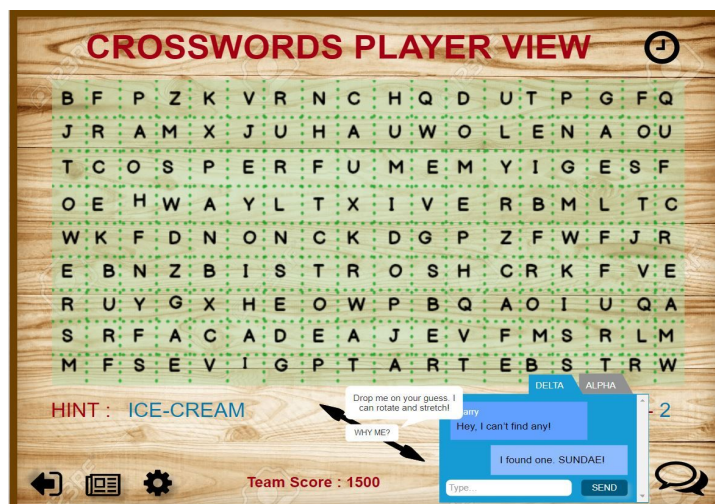 CROSSWORDS PLAYER VIEW
B F P Z K V R N C H Q D U T P G F Q
J R A M X J U H A U W O L E N A O U
T C O S P E R F U M E M Y I G E S F
O E H W A Y L T X I V E R B M L T C
W K F D N O N C K D G P Z F W F J R
E B N Z B I S T R O S H C R K F V E
R U Y G X H E O W P B Q A O I U Q A
S R F A C A D E A J E V F M S R L M
M F S E V I G P T A R T E B S T R W
DELTA ALPHA
HINT : ICE-CREAM
Drop me on your guess. I
can rotate and stretch!
WHY ME?
arry
Hey, I can't find any!
- 2
I found one. SUNDAE!
Team Score : 1500
Type...
SEND